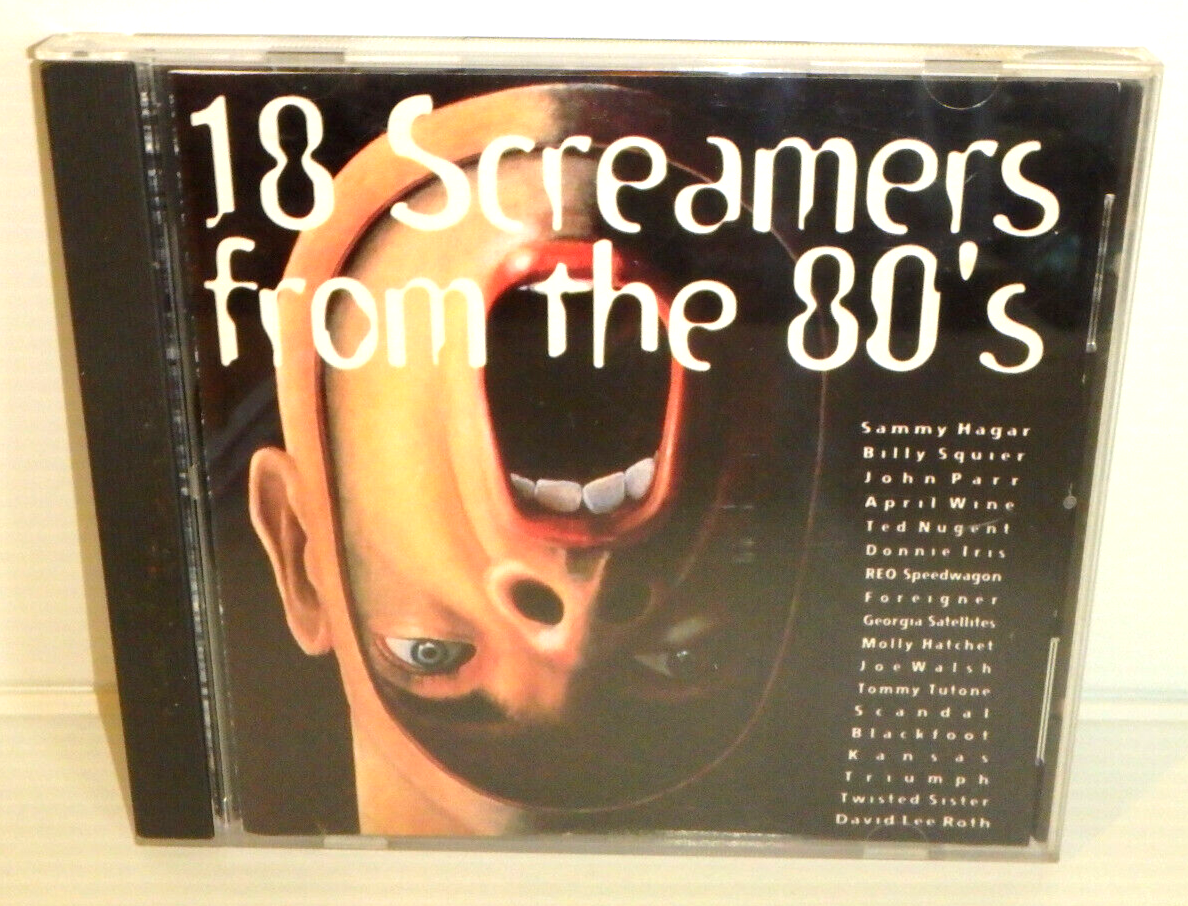 18 Screamers
from the 80's
Sammy Hagar
Billy Squier
John Parr
April Wine
Ted Nugent
Donnie Iris
REO Speedwagon
Foreigner
Georgia Satellites
Molly Hatchet
Joe Walsh
Tommy Tutone
Scandal
Blackfoot
Kansas
Triumph
Twisted Sister
David Lee Roth